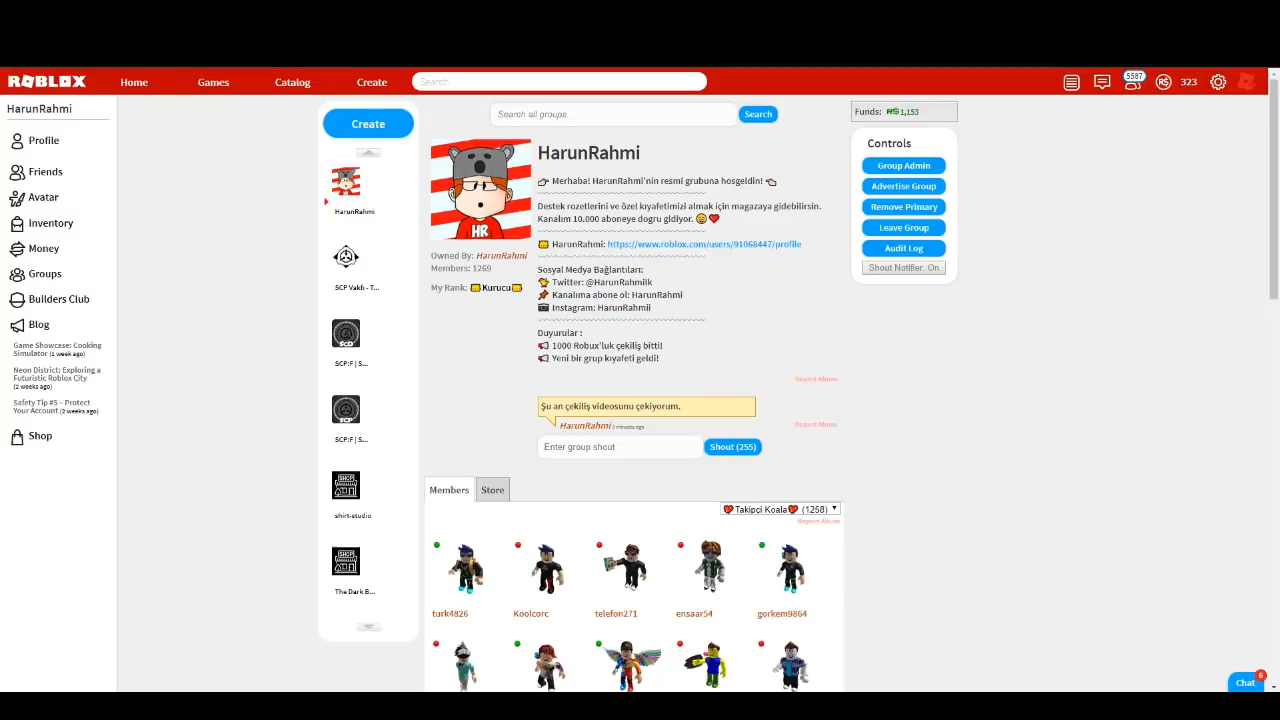 ROBLOX
Home
Games
Catalog
Create
Search
5587
323
HarunRahmi
Profile
Friends
Avatar
Inventory
Money
Groups
Builders Club
Blog
Game Showcase: Cooking
Simulator (1 week ago)
Neon District: Exploring a
Futuristic Roblox City
(2 weeks ago)
Safety Tip #5 – Protect
Your Account (2 weeks ago)
Shop
Create
HarunRahmi
SCP Vakfı - T...
SCP:F | S...
SCP:F | S...
shirt-studio
The Dark B...
Search all groups
Search
HR
HarunRahmi
Owned By: HarunRahmi
Members: 1269
My Rank: Kurucu
Merhaba! HarunRahmi'nin resmi grubuna hosgeldin!
~~~~~~~~~~~~~~~~~~~~~~~~~~~~
Destek rozetlerini ve özel kıyafetimizi almak için magazaya gidebilirsin.
Kanalım 10.000 aboneye dogru gidiyor. 😄❤
~~~~~~~~~~~~~~~~~~~~~~~~~~~~
HarunRahmi: https://www.roblox.com/users/91068447/profile
~~~~~~~~~~~~~~~~~~~~~~~~~~~~
Sosyal Medya Bağlantıları:
Twitter: @HarunRahmiik
Kanalıma abone ol: HarunRahmi
Instagram: HarunRahmii
~~~~~~~~~~~~~~~~~~~~~~~~~~~~
Duyurular :
1000 Robux'luk çekiliş bitti!
Yeni bir grup kıyafeti geldi!
Report Abuse
Şu an çekiliş videosunu çekiyorum.
HarunRahmi 3 minutes ago
Report Abuse
Enter group shout
Shout (255)
Members
Store
❤Takipçi Koala❤ (1258)
Report Abuse
turk4826
Koolcorc
telefon271
ensaar54
gorkem9864
Funds: R$ 1,153
Controls
Group Admin
Advertise Group
Remove Primary
Leave Group
Audit Log
Shout Notifier: On
Chat
6